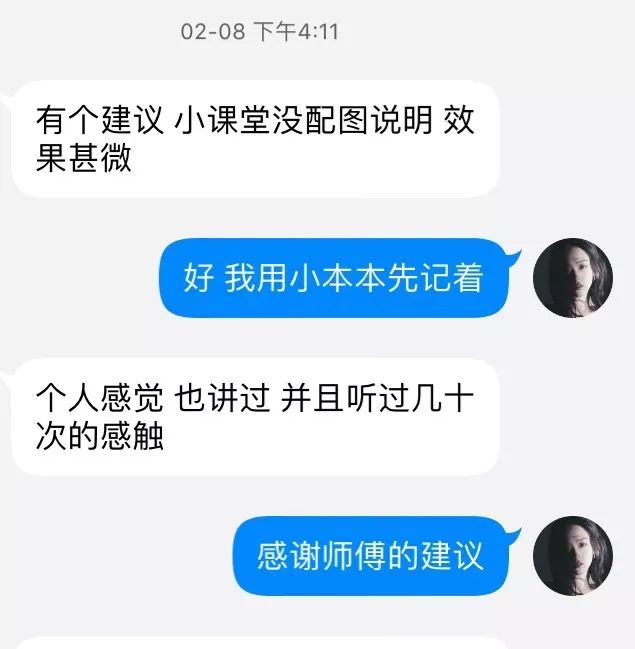 02-08 下午4:11
有个建议 小课堂没配图说明 效
果甚微
好 我用小本本先记着
个人感觉 也讲过 并且听过几十
次的感触
感谢师傅的建议